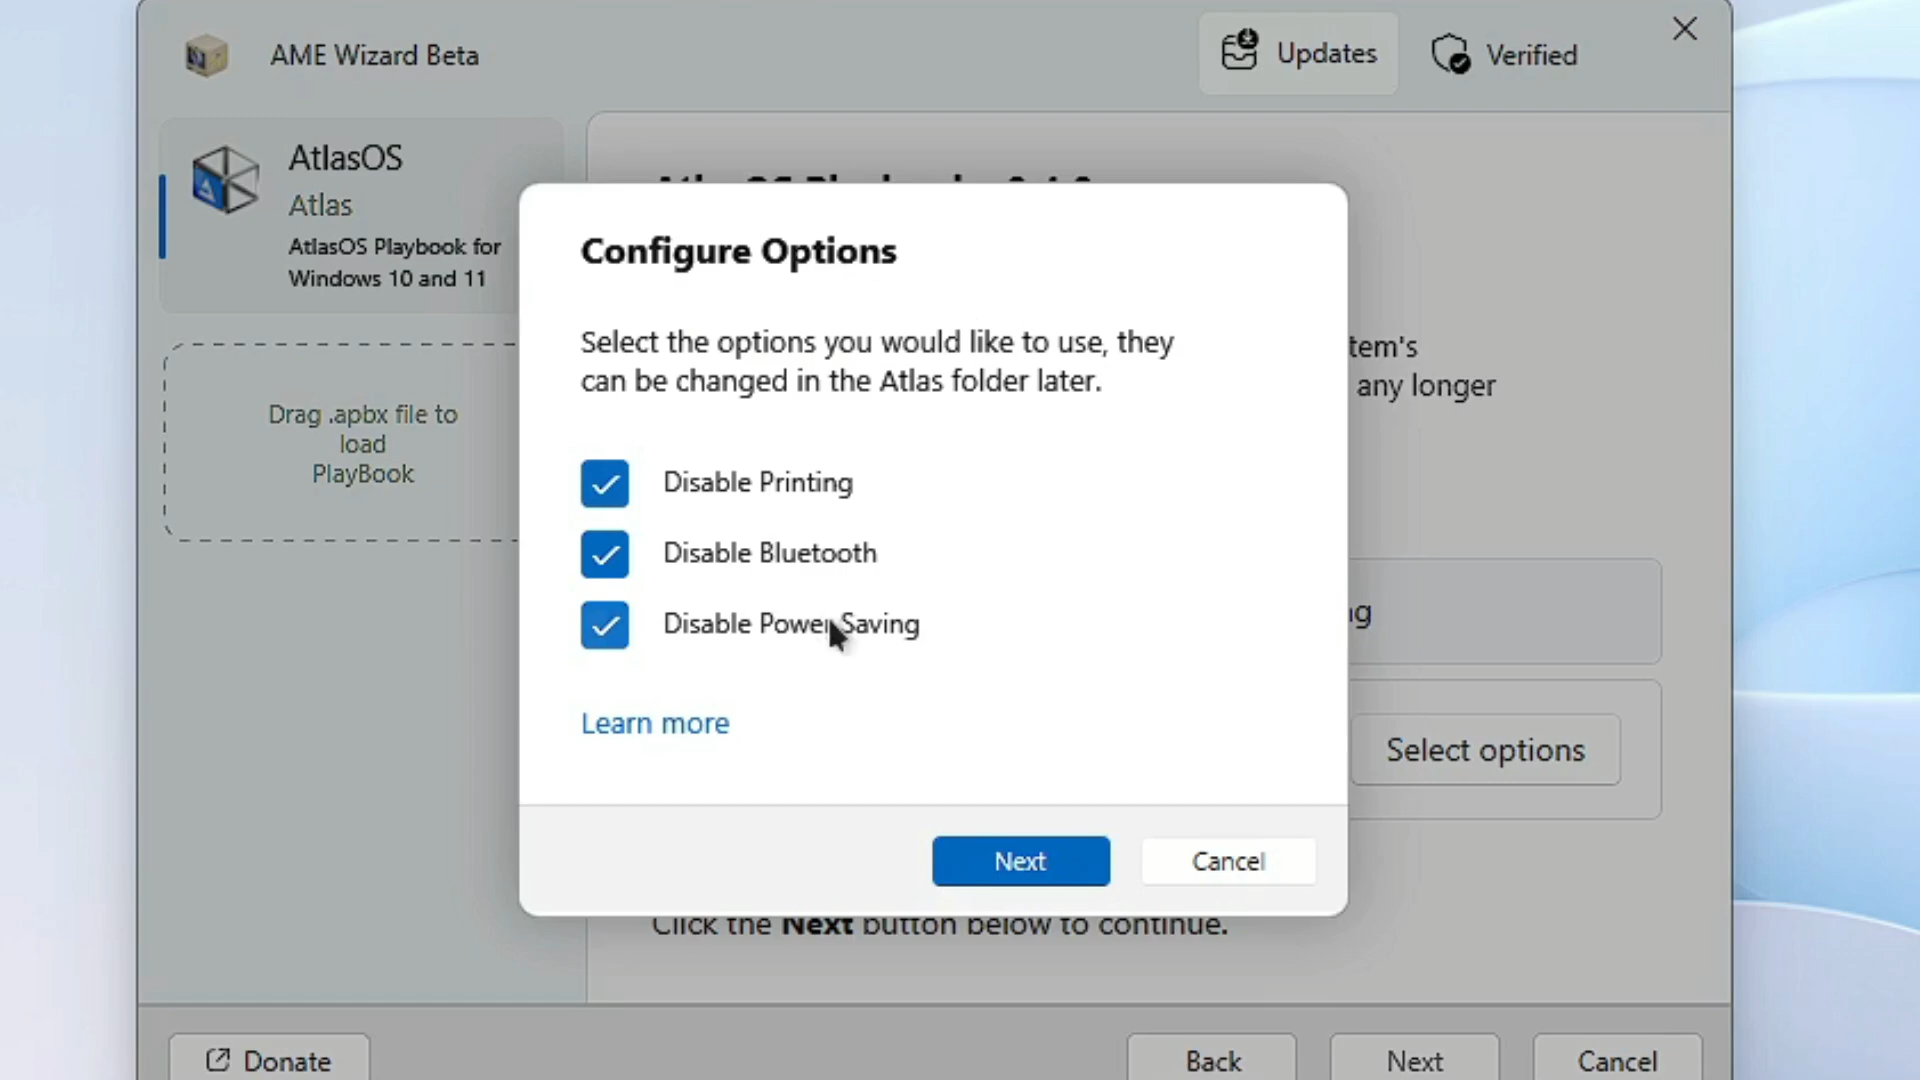 AME Wizard Beta
Updates
Verified
AtlasOS
Atlas
AtlasOS Playbook for
Windows 10 and 11
Drag .apbx file to
load
PlayBook
Configure Options
Select the options you would like to use, they
can be changed in the Atlas folder later.
Disable Printing
Disable Bluetooth
Disable Power Saving
Learn more
Next
Cancel
tem's
any longer
Select options
Click the Next button below to continue.
Donate
Back
Next
Cancel